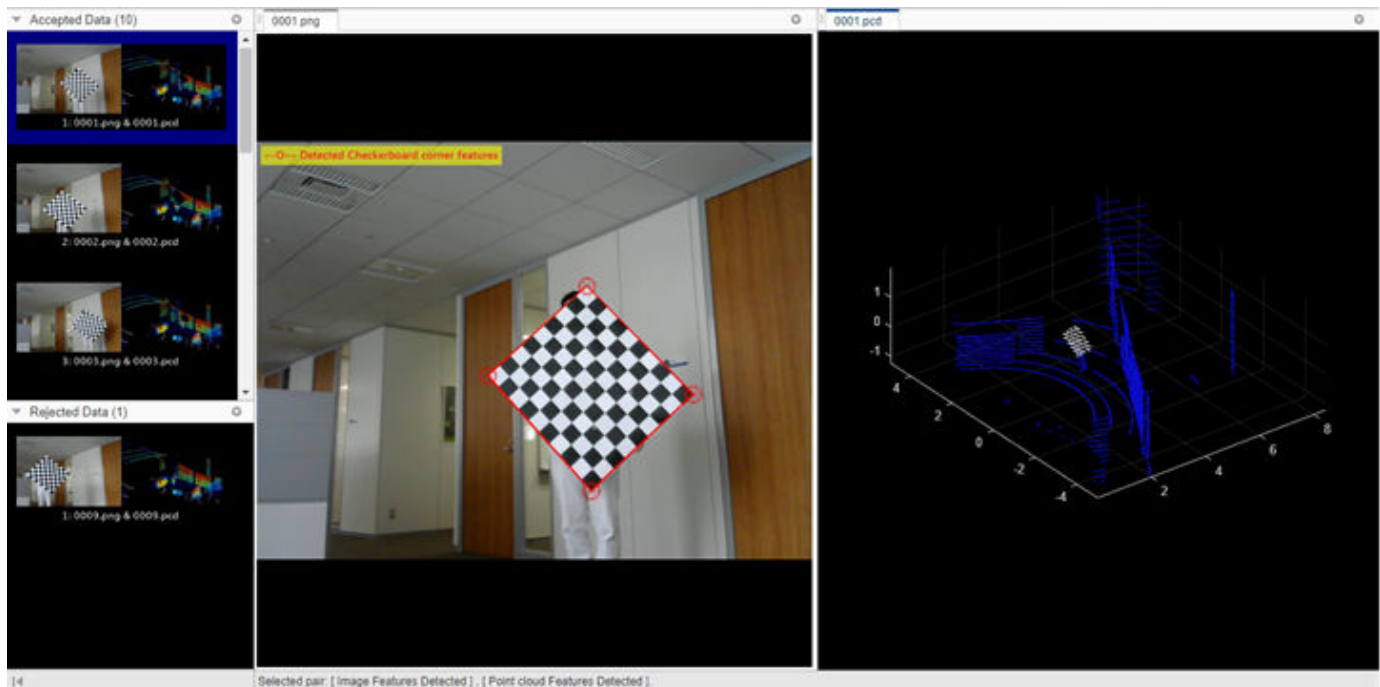 Accepted Data (10)
1: 0001.png & 0001.pcd
2: 0002.png & 0002.pcd
3: 0003.png & 0003.pcd
Rejected Data (1)
1: 0009.png & 0009.pcd
0001.png
---O--- Detected Checkerboard corner features
0001.pcd
1
0
-1
4
2
0
-2
-4
2
4
6
8
Selected pair: [ Image Features Detected ] , [ Point cloud Features Detected ].